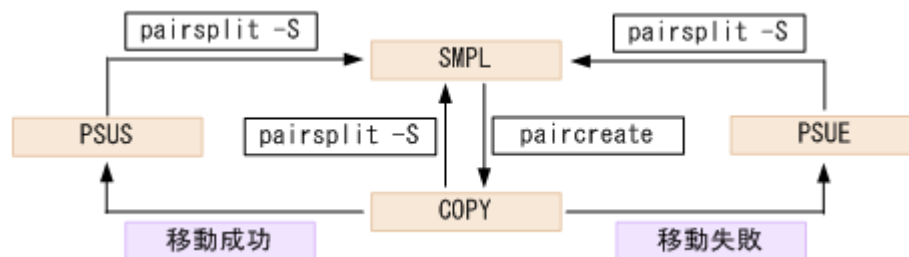 pairsplit -S
pairsplit -S
SMPL
PSUS
pairsplit -S
paircreate
PSUE
COPY
移動成功
移動失敗